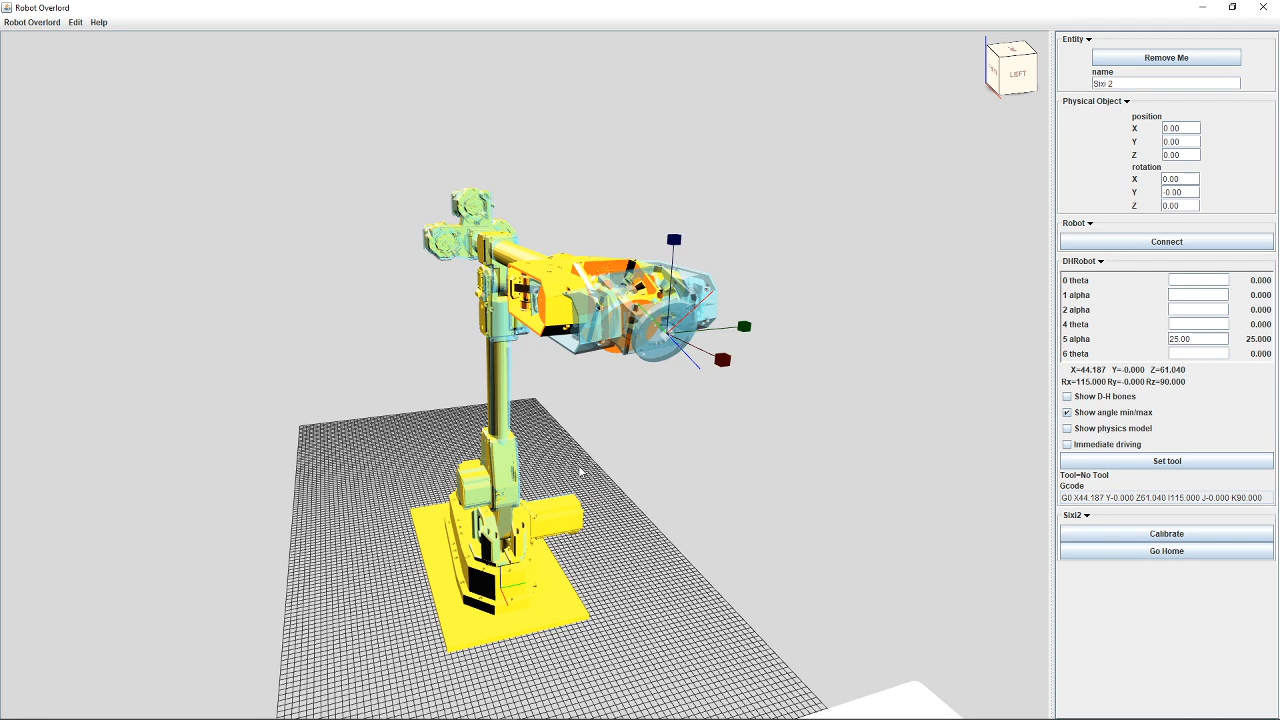 Robot Overlord
Robot Overlord Edit Help
LEFT
Entity
Remove Me
name
Sixi 2
Physical Object
position
X 0.00
Y 0.00
Z 0.00
rotation
X 0.00
Y -0.00
Z 0.00
Robot
Connect
DHRobot
0 theta 0.000
1 alpha 0.000
2 alpha 0.000
4 theta 0.000
5 alpha 25.00 25.000
6 theta 0.000
X=44.187 Y=-0.000 Z=61.040
Rx=115.000 Ry=-0.000 Rz=90.000
Show D-H bones
Show angle min/max
Show physics model
Immediate driving
Set tool
Tool=No Tool
Gcode
G0 X44.187 Y-0.000 Z61.040 I115.000 J-0.000 K90.000
Sixi2
Calibrate
Go Home